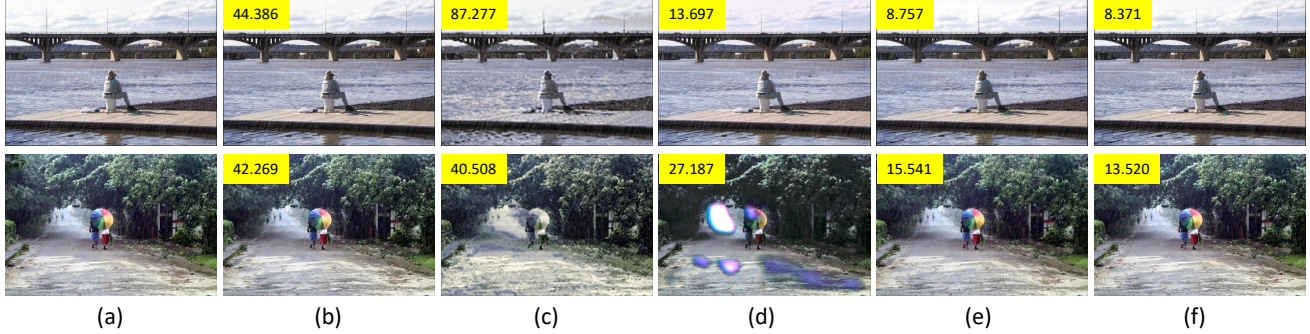 44.386 87.277 13.697 8.757 8.371
42.269 40.508 27.187 15.541 13.520
(a) (b) (c) (d) (e) (f)